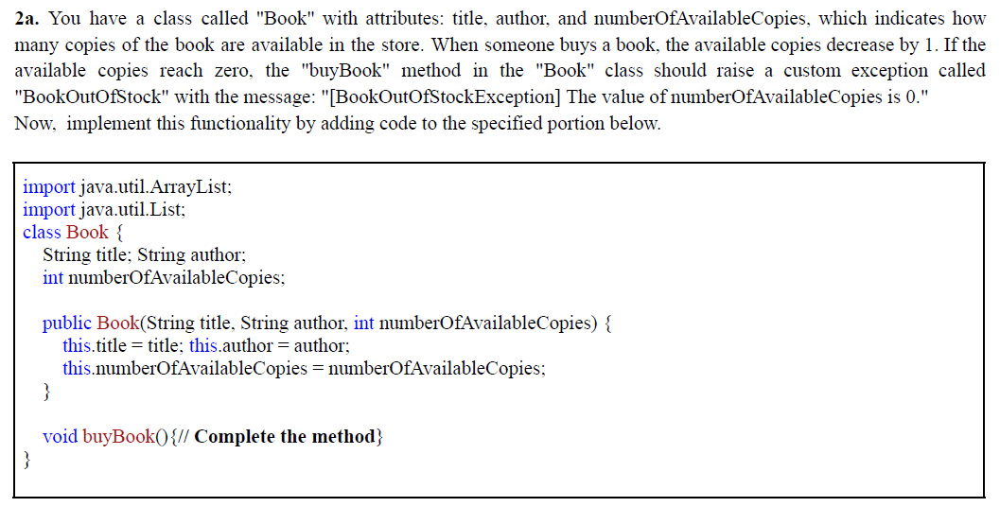 2a. You have a class called "Book" with attributes: title, author, and numberOfAvailableCopies, which indicates how
many copies of the book are available in the store. When someone buys a book, the available copies decrease by 1. If the
available copies reach zero, the "buyBook" method in the "Book" class should raise a custom exception called
"BookOutOfStock" with the message: "[BookOutOfStockException] The value of numberOfAvailableCopies is 0."
Now, implement this functionality by adding code to the specified portion below.
import java.util.ArrayList;
import java.util.List;
class Book {
String title; String author;
int numberOfAvailableCopies;
public Book(String title, String author, int numberOfAvailableCopies) {
this.title = title; this.author = author;
this.numberOfAvailableCopies = numberOfAvailableCopies;
}
void buyBook(){// Complete the method}
}